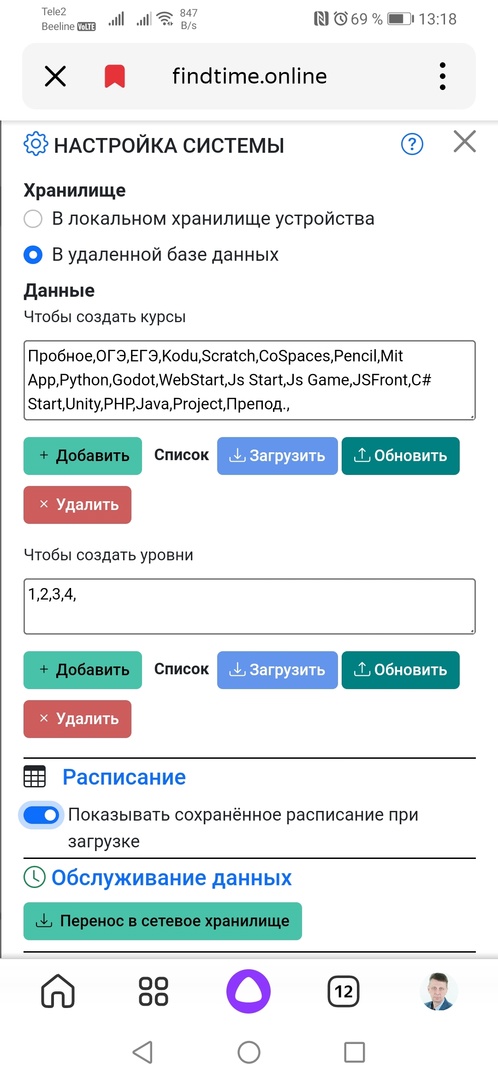 Tele2
Beeline VoLTE
847
B/s
69 %
13:18
findtime.online
НАСТРОЙКА СИСТЕМЫ
?
Хранилище
В локальном хранилище устройства
В удаленной базе данных
Данные
Чтобы создать курсы
Пробное,ОГЭ,ЕГЭ,Kodu,Scratch,CoSpaces,Pencil,Mit
App,Python,Godot,WebStart,Js Start,Js Game,JSFront,C#
Start,Unity,PHP,Java,Project,Препод.,
+ Добавить Список Загрузить Обновить
× Удалить
Чтобы создать уровни
1,2,3,4,
+ Добавить Список Загрузить Обновить
× Удалить
Расписание
Показывать сохранённое расписание при
загрузке
Обслуживание данных
Перенос в сетевое хранилище
12